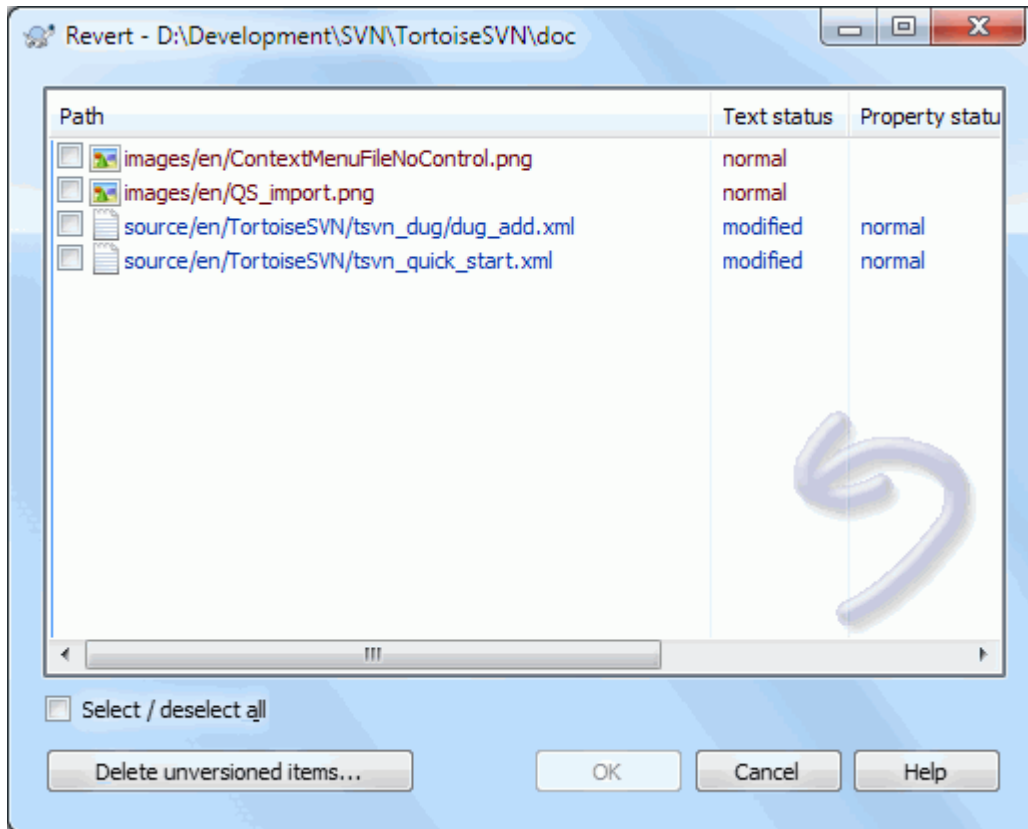 Revert - D:\Development\SVN\TortoiseSVN\doc
Path Text status Property statu
images/en/ContextMenuFileNoControl.png normal
images/en/QS_import.png normal
source/en/TortoiseSVN/tsvn_dug/dug_add.xml modified normal
source/en/TortoiseSVN/tsvn_quick_start.xml modified normal
Select / deselect all
Delete unversioned items... OK Cancel Help